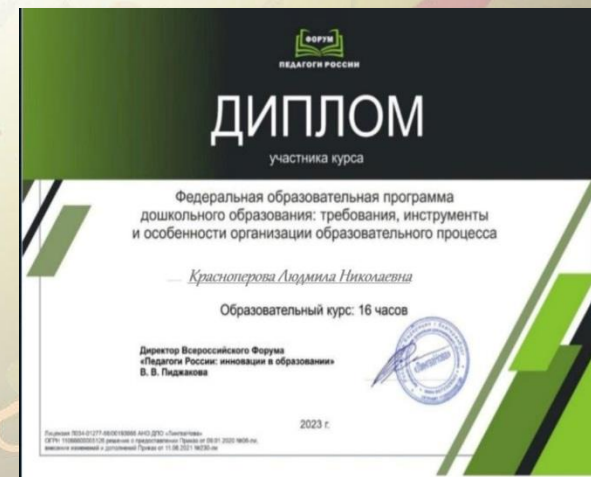 ФОРУМ
ПЕДАГОГИ РОССИИ
ДИПЛОМ
участника курса
Федеральная образовательная программа
дошкольного образования: требования, инструменты
и особенности организации образовательного процесса
Красноперова Людмила Николаевна
Образовательный курс: 16 часов
Директор Всероссийского Форума
«Педагоги России: инновации в образовании»
В. В. Пиджакова
2023 г.